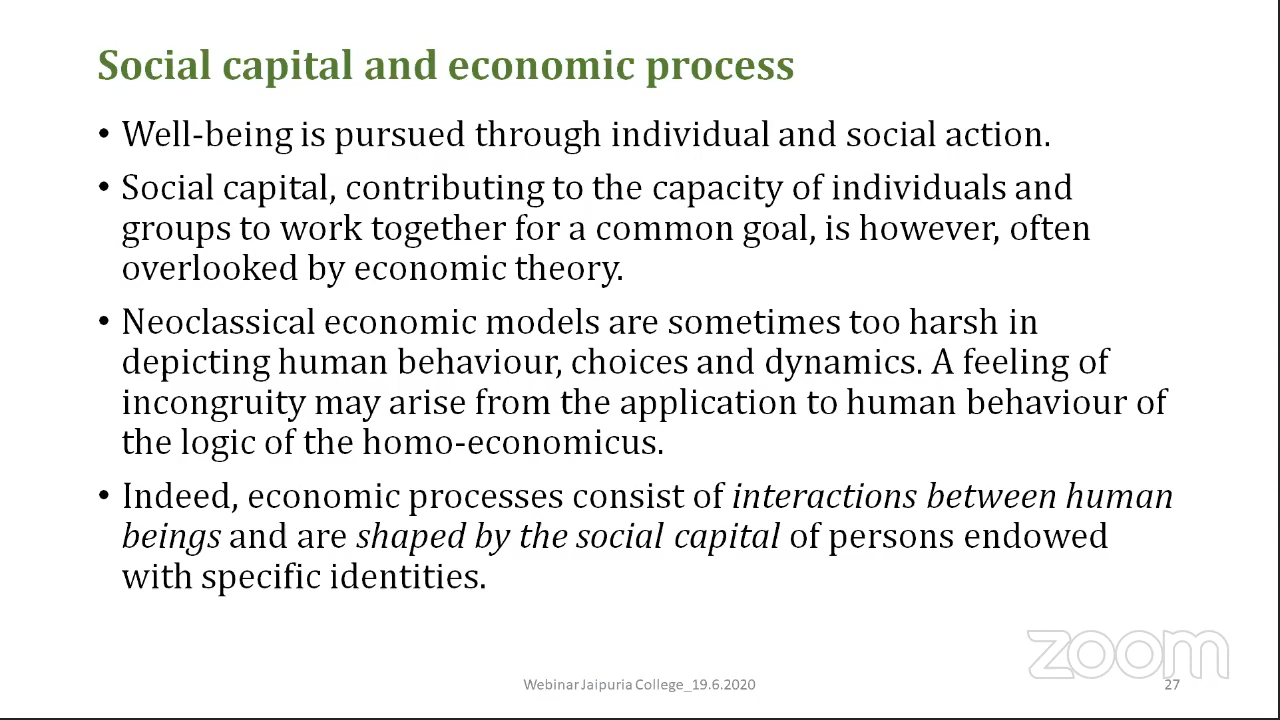 Social capital and economic process
• Well-being is pursued through individual and social action.
• Social capital, contributing to the capacity of individuals and
groups to work together for a common goal, is however, often
overlooked by economic theory.
• Neoclassical economic models are sometimes too harsh in
depicting human behaviour, choices and dynamics. A feeling of
incongruity may arise from the application to human behaviour of
the logic of the homo-economicus.
• Indeed, economic processes consist of interactions between human
beings and are shaped by the social capital of persons endowed
with specific identities.
zoom
Webinar Jaipuria College_19.6.2020
27